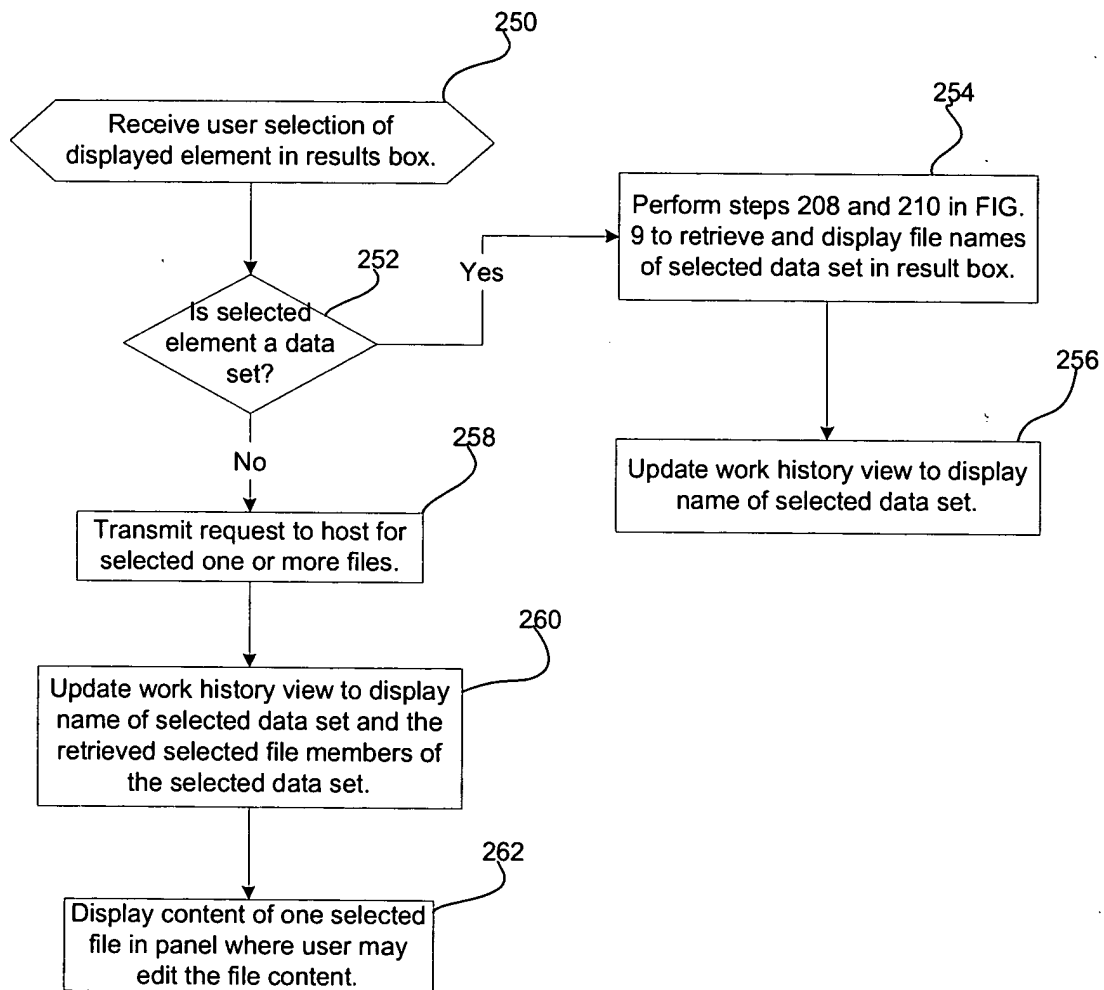 250
Receive user selection of
displayed element in results box.
252
Is selected
element a data
set?
Yes
254
Perform steps 208 and 210 in FIG.
9 to retrieve and display file names
of selected data set in result box.
256
Update work history view to display
name of selected data set.
No
258
Transmit request to host for
selected one or more files.
260
Update work history view to display
name of selected data set and the
retrieved selected file members of
the selected data set.
262
Display content of one selected
file in panel where user may
edit the file content.